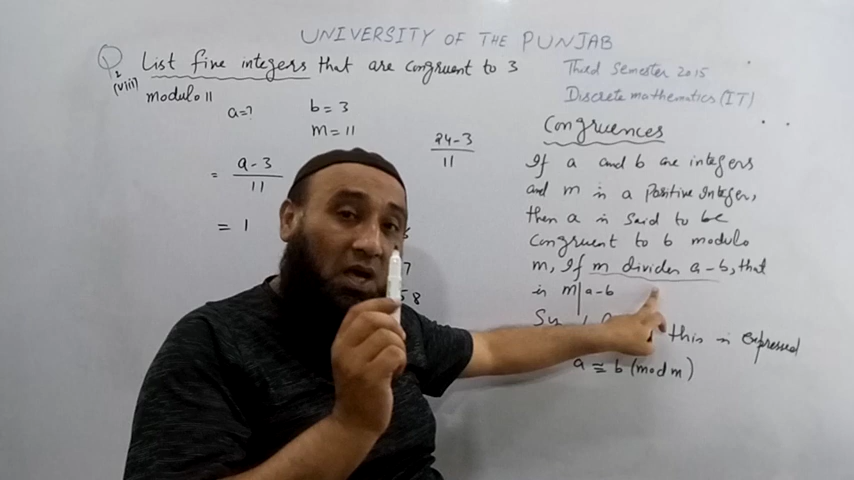 UNIVERSITY OF THE PUNJAB
Q2 (viii) List five integers that are congruent to 3
modulo 11
Third Semester 2015
Discrete mathematics (IT)
a=? b = 3
m = 11
= a - 3 / 11
= 1
24 - 3 / 11
7
58
Congruences
If a and b are integers
and m is a Positive Integer,
then a is said to be
Congruent to b modulo
m, If m divides a - b, that
is m | a - b
this is expressed
a ≅ b (mod m)